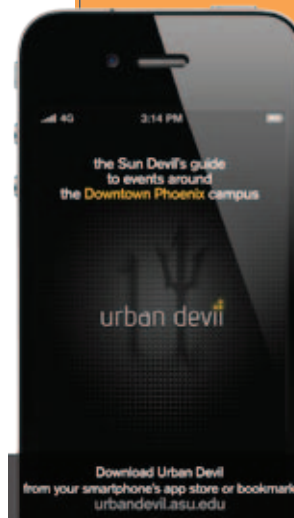 4G 3:14 PM
the Sun Devil's guide
to events around
the Downtown Phoenix campus
urban devil
Download Urban Devil
from your smartphone's app store or bookmark
urbandevil.asu.edu